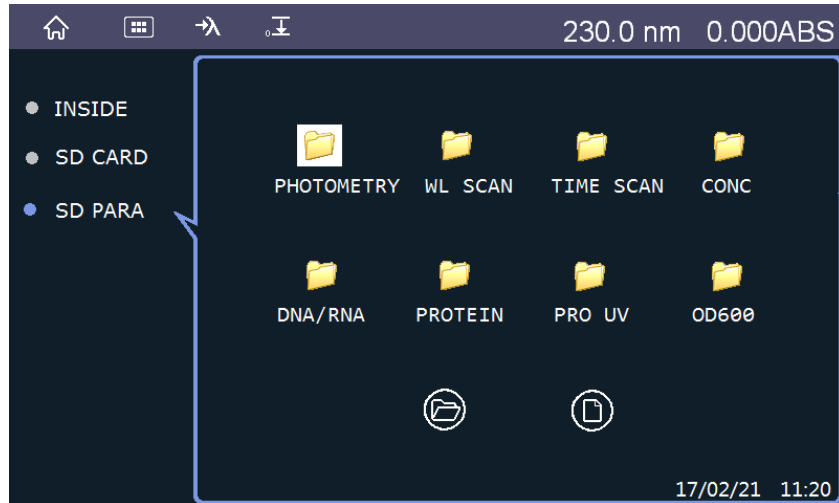 230.0 nm 0.000ABS
INSIDE
SD CARD
SD PARA
PHOTOMETRY WL SCAN TIME SCAN CONC
DNA/RNA PROTEIN PRO UV OD600
17/02/21 11:20